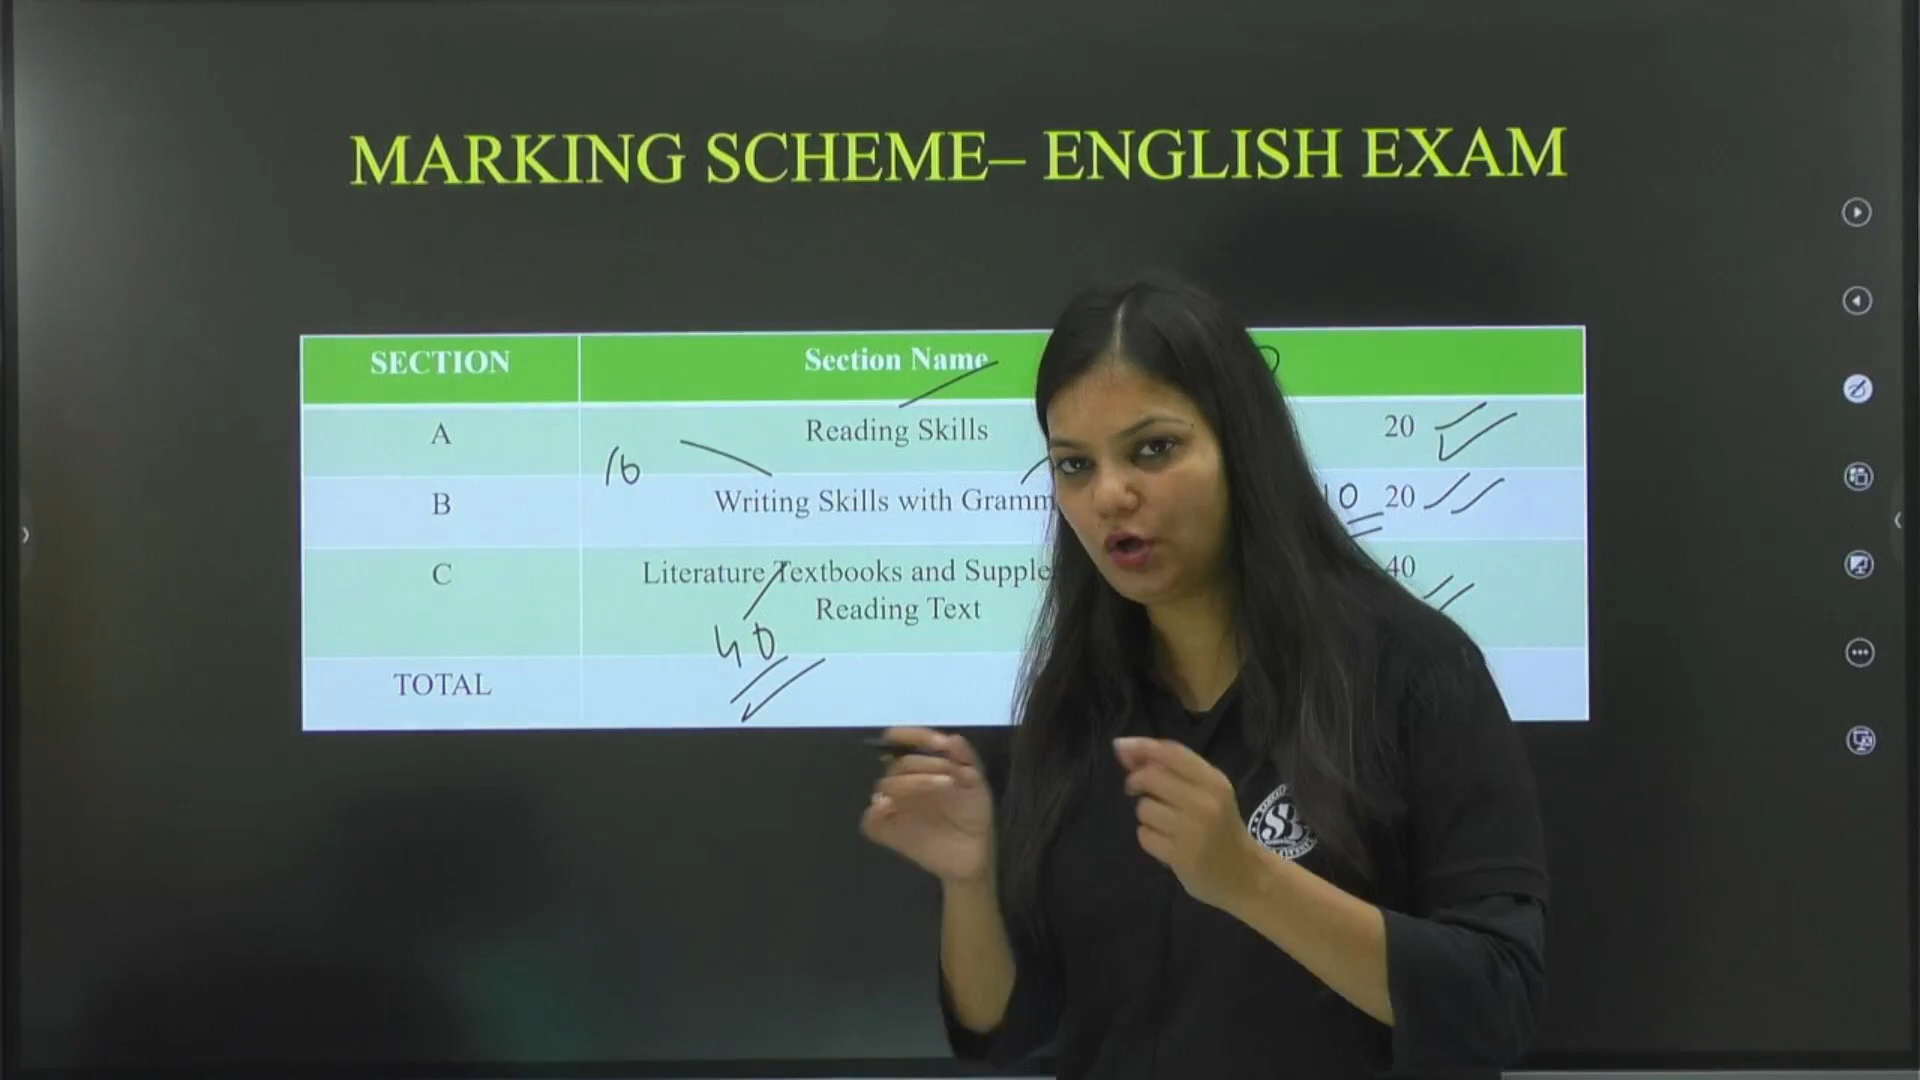 MARKING SCHEME– ENGLISH EXAM
SECTION Section Name
A Reading Skills 20
10
B Writing Skills with Gramm 10 20
C Literature Textbooks and Supple 40
Reading Text
40
TOTAL